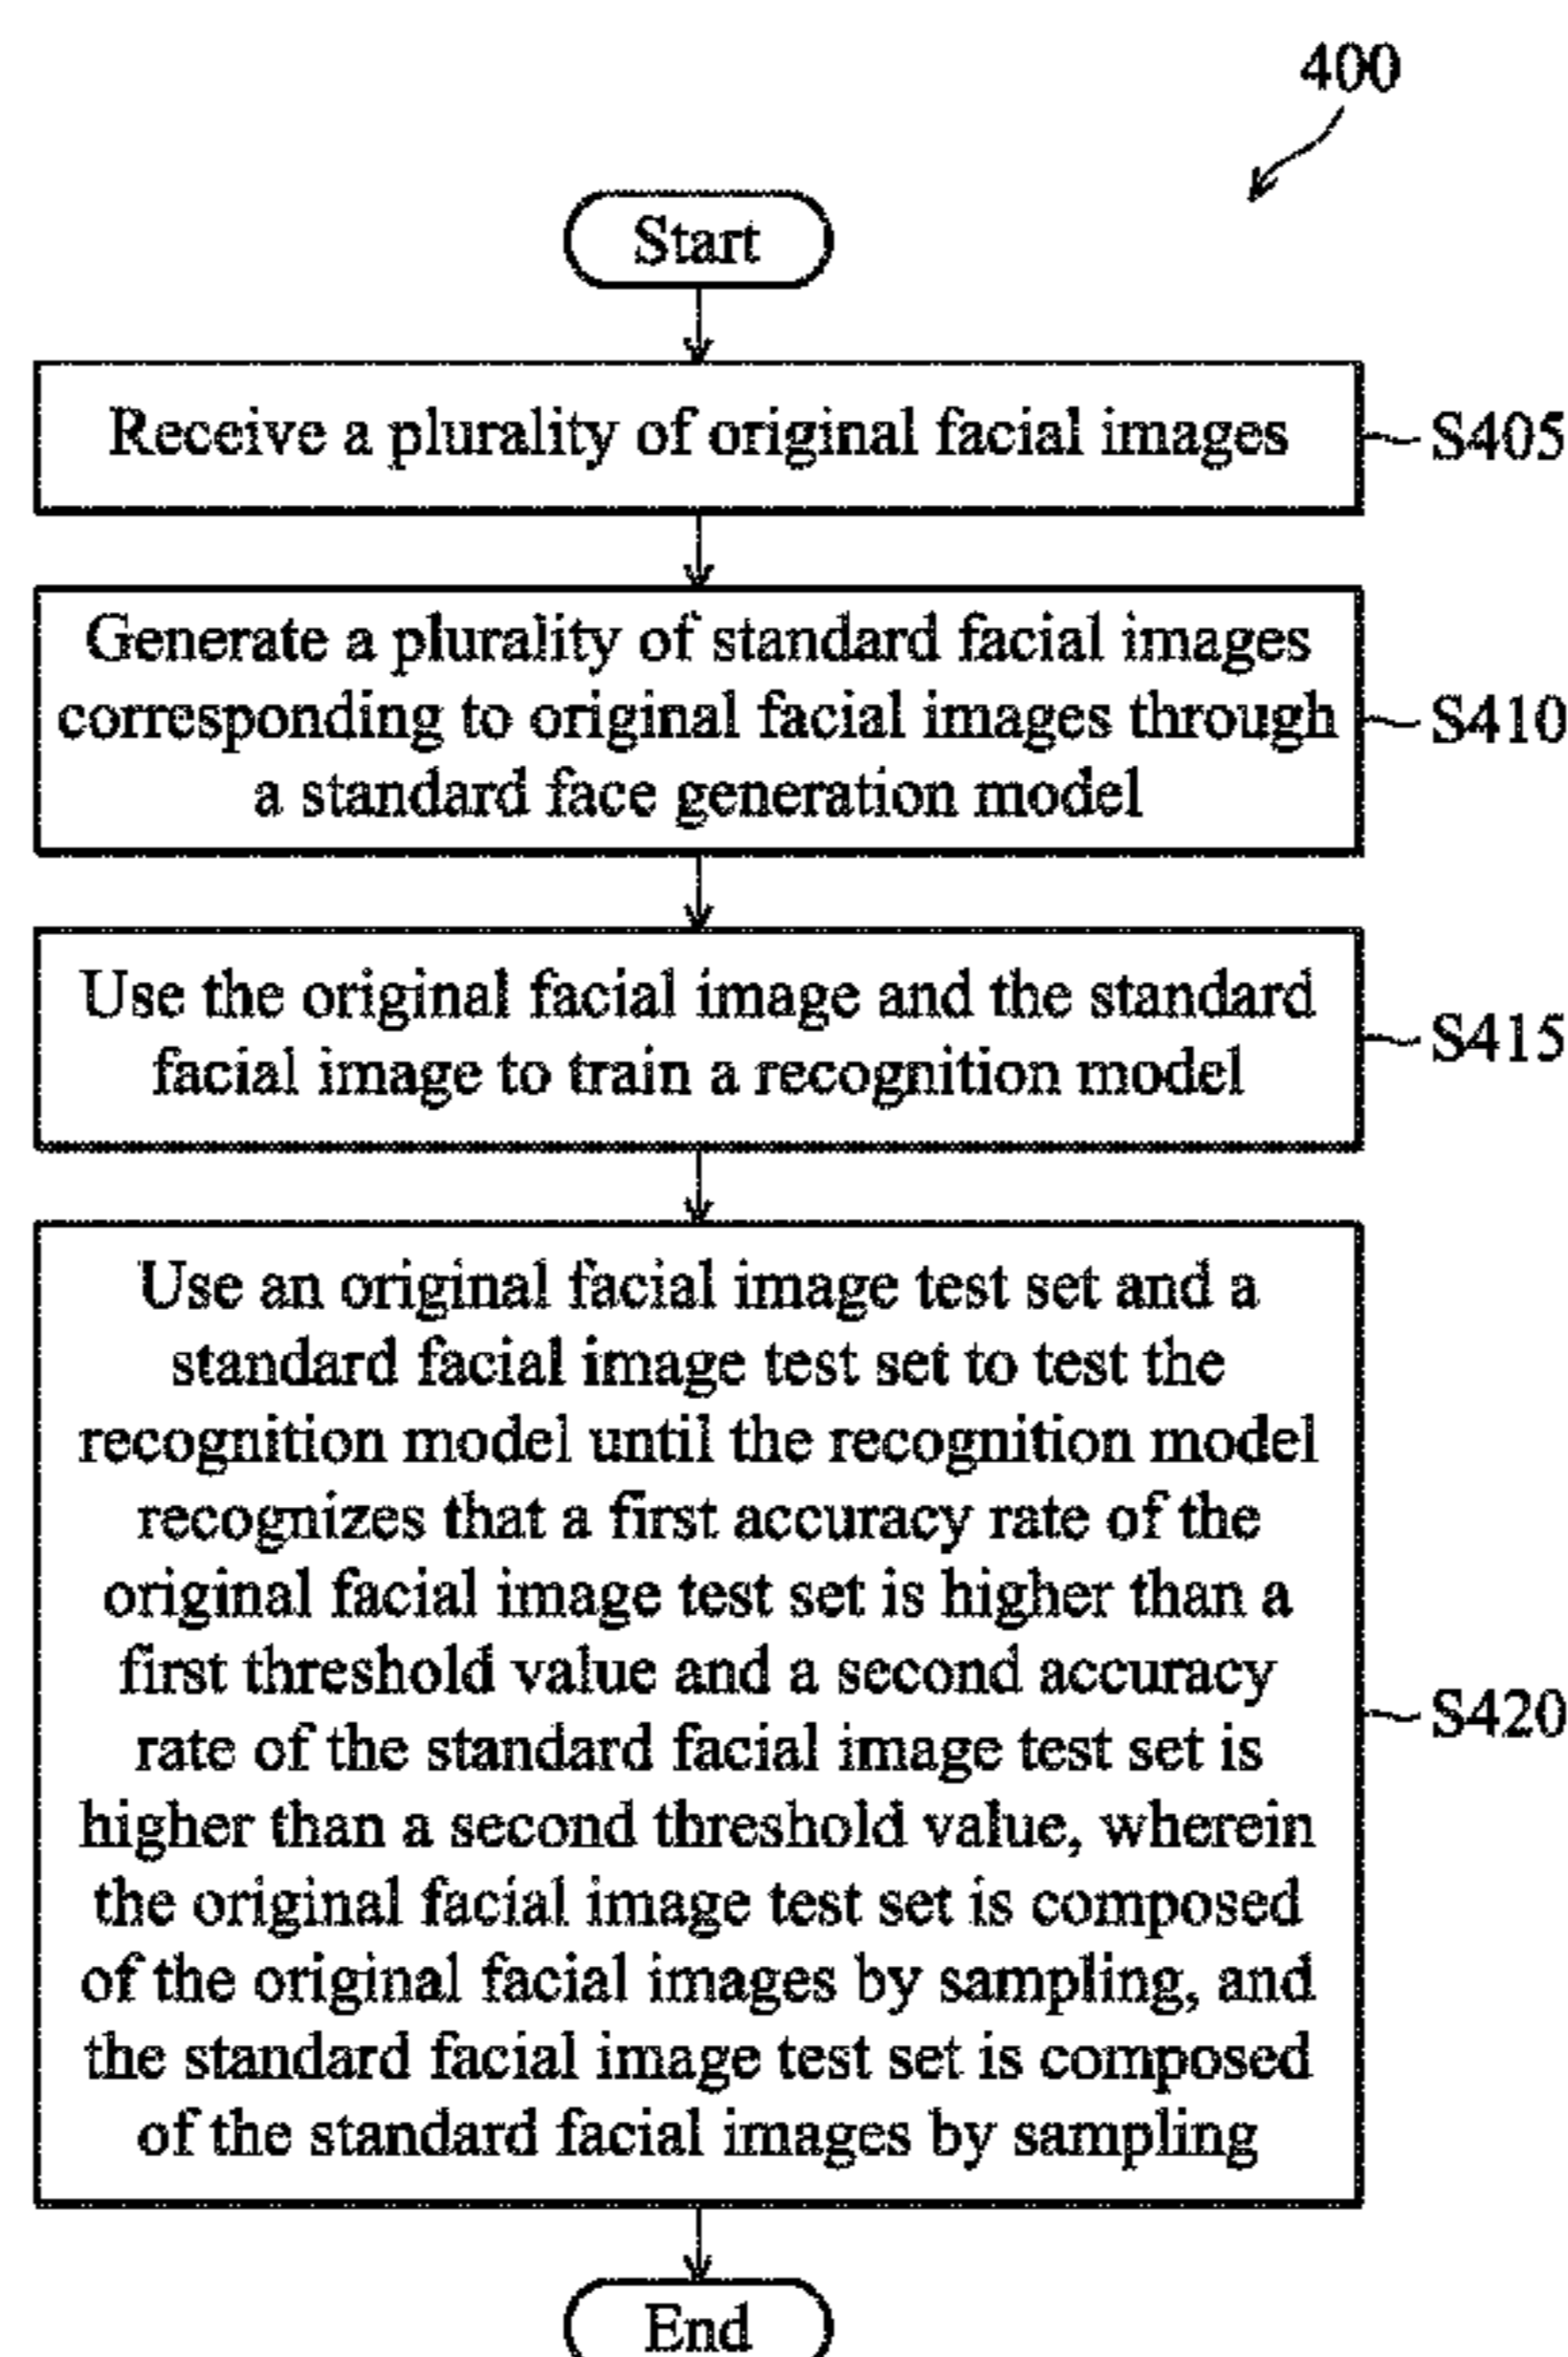 400
Start
Receive a plurality of original facial images
S405
Generate a plurality of standard facial images
corresponding to original facial images through
a standard face generation model
S410
Use the original facial image and the standard
facial image to train a recognition model
S415
Use an original facial image test set and a
standard facial image test set to test the
recognition model until the recognition model
recognizes that a first accuracy rate of the
original facial image test set is higher than a
first threshold value and a second accuracy
rate of the standard facial image test set is
higher than a second threshold value, wherein
the original facial image test set is composed
of the original facial images by sampling, and
the standard facial image test set is composed
of the standard facial images by sampling
S420
End